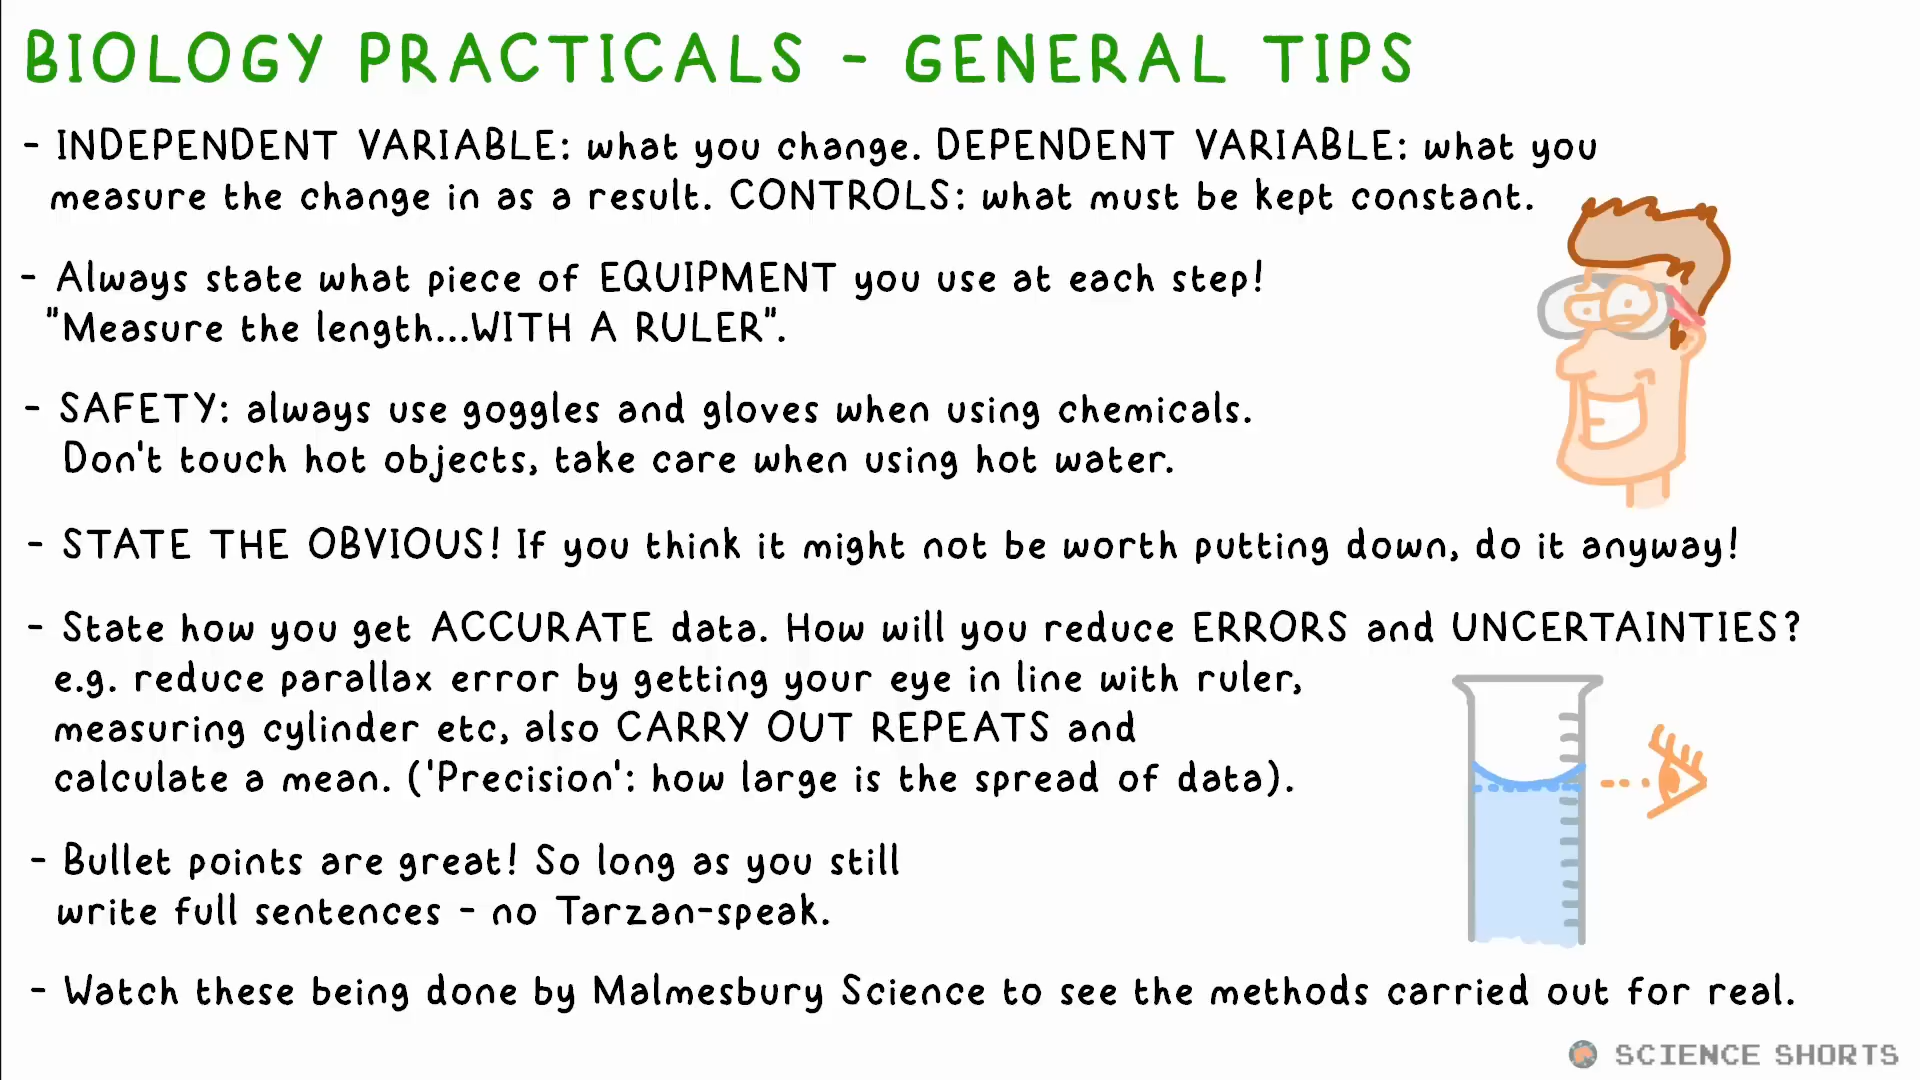 BIOLOGY PRACTICALS - GENERAL TIPS
- INDEPENDENT VARIABLE: what you change. DEPENDENT VARIABLE: what you
measure the change in as a result. CONTROLS: what must be kept constant.
- Always state what piece of EQUIPMENT you use at each step!
"Measure the length...WITH A RULER".
- SAFETY: always use goggles and gloves when using chemicals.
Don't touch hot objects, take care when using hot water.
- STATE THE OBVIOUS! If you think it might not be worth putting down, do it anyway!
- State how you get ACCURATE data. How will you reduce ERRORS and UNCERTAINTIES?
e.g. reduce parallax error by getting your eye in line with ruler,
measuring cylinder etc, also CARRY OUT REPEATS and
calculate a mean. ('Precision': how large is the spread of data).
- Bullet points are great! So long as you still
write full sentences - no Tarzan-speak.
- Watch these being done by Malmesbury Science to see the methods carried out for real.
SCIENCE SHORTS